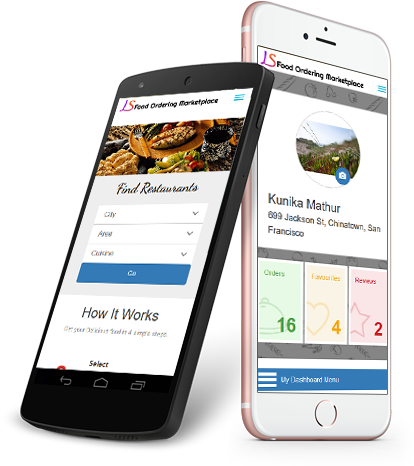 LS Food Ordering Marketplace
Find Restaurants
City
Area
Cuisine
Go
How It Works
Get your favourite food in 4 simple steps
Select
LS Food Ordering Marketplace
Kunika Mathur
699 Jackson St, Chinatown, San
Francisco
Orders
16
Favourites
4
Reviews
2
My Dashboard Menu